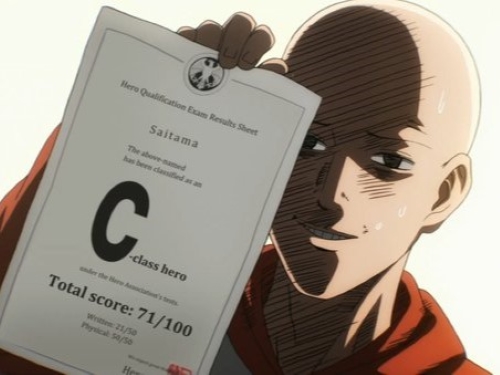 Hero Qualification Exam Results Sheet
Saitama
The above-named
has been classified as an
C-class hero
under the Hero Association's tests.
Total score: 71/100
Written: 21/50
Physical: 50/50